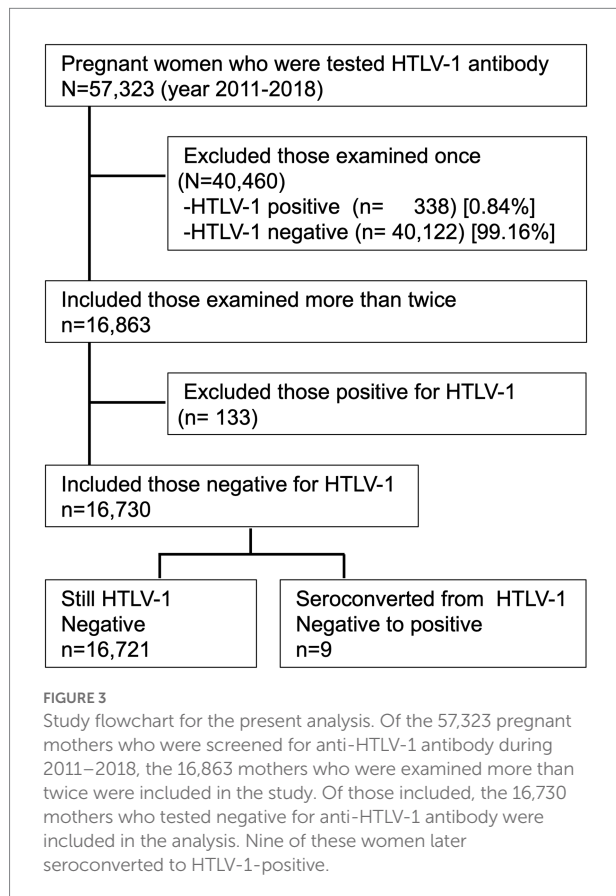 Pregnant women who were tested HTLV-1 antibody
N=57,323 (year 2011-2018)
Excluded those examined once
(N=40,460)
-HTLV-1 positive (n= 338) [0.84%]
-HTLV-1 negative (n= 40,122) [99.16%]
Included those examined more than twice
n=16,863
Excluded those positive for HTLV-1
(n= 133)
Included those negative for HTLV-1
n=16,730
Still HTLV-1
Negative
n=16,721
Seroconverted from HTLV-1
Negative to positive
n=9
FIGURE 3
Study flowchart for the present analysis. Of the 57,323 pregnant
mothers who were screened for anti-HTLV-1 antibody during
2011–2018, the 16,863 mothers who were examined more than
twice were included in the study. Of those included, the 16,730
mothers who tested negative for anti-HTLV-1 antibody were
included in the analysis. Nine of these women later
seroconverted to HTLV-1-positive.